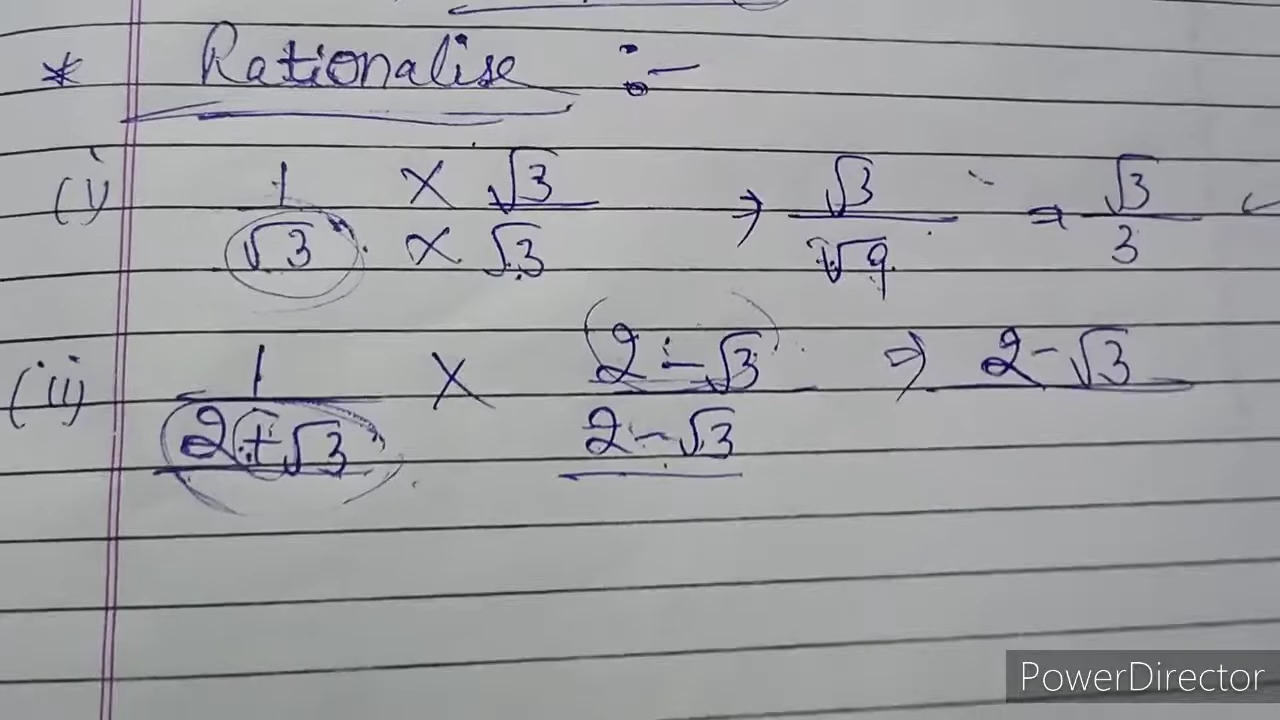 * Rationalise :-
(i) 1/√3 × √3/× √3 ⇒ √3/√9 ⇒ √3/3
(ii) 1/2+√3 × (2-√3)/2-√3 ⇒ 2-√3
PowerDirector